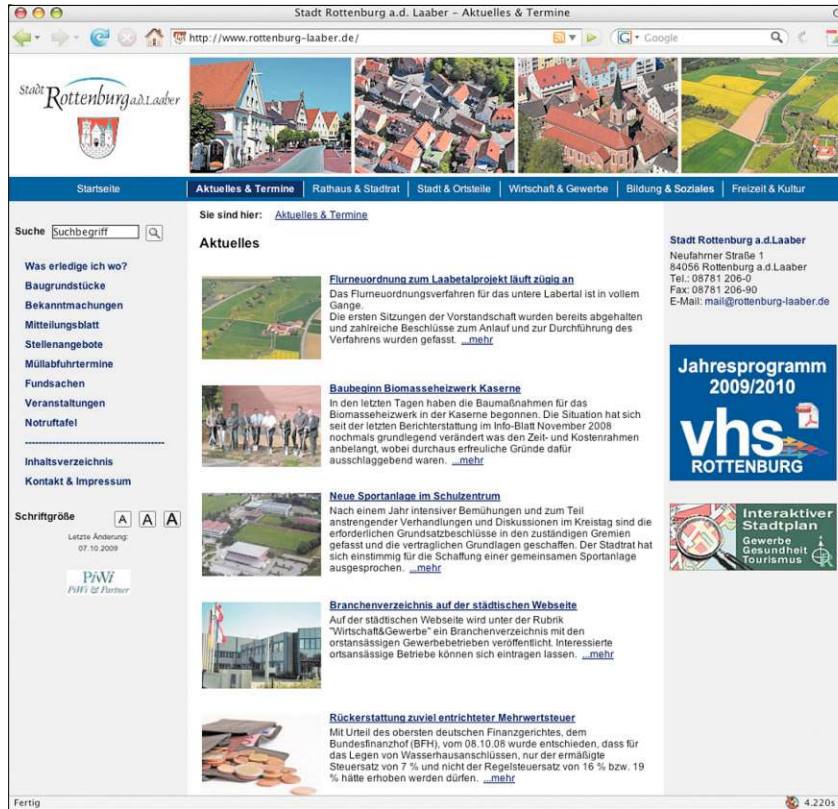 Stadt Rottenburg a.d. Laaber – Aktuelles & Termine
http://www.rottenburg-laaber.de/
Google
Stadt
Rottenburg a.d.Laaber
Startseite
Aktuelles & Termine
Rathaus & Stadtrat
Stadt & Ortsteile
Wirtschaft & Gewerbe
Bildung & Soziales
Freizeit & Kultur
Suche
Suchbegriff
Was erledige ich wo?
Baugrundstücke
Bekanntmachungen
Mitteilungsblatt
Stellenangebote
Müllabfuhrtermine
Fundsachen
Veranstaltungen
Notruftafel
Inhaltsverzeichnis
Kontakt & Impressum
Schriftgröße
A A A
Letzte Änderung:
07.10.2009
PiWi
PiWi & Partner
Sie sind hier: Aktuelles & Termine
Aktuelles
Flurneuordnung zum Laabetalprojekt läuft zügig an
Das Flurneuordnungsverfahren für das untere Labertal ist in vollem
Gange.
Die ersten Sitzungen der Vorstandschaft wurden bereits abgehalten
und zahlreiche Beschlüsse zum Anlauf und zur Durchführung des
Verfahrens wurden gefasst. ...mehr
Baubeginn Biomasseheizwerk Kaserne
In den letzten Tagen haben die Baumaßnahmen für das
Biomasseheizwerk in der Kaserne begonnen. Die Situation hat sich
seit der letzten Berichterstattung im Info-Blatt November 2008
nochmals grundlegend verändert was den Zeit- und Kostenrahmen
anbelangt, wobei durchaus erfreuliche Gründe dafür
ausschlaggebend waren. ...mehr
Neue Sportanlage im Schulzentrum
Nach einem Jahr intensiver Bemühungen und zum Teil
anstrengender Verhandlungen und Diskussionen im Kreistag sind die
erforderlichen Grundsatzbeschlüsse in den zuständigen Gremien
gefasst und die vertraglichen Grundlagen geschaffen. Der Stadtrat hat
sich einstimmig für die Schaffung einer gemeinsamen Sportanlage
ausgesprochen. ...mehr
Branchenverzeichnis auf der städtischen Webseite
Auf der städtischen Webseite wird unter der Rubrik
"Wirtschaft&Gewerbe" ein Branchenverzeichnis mit den
orstansässigen Gewerbebetrieben veröffentlicht. Interessierte
ortsansässige Betriebe können sich eintragen lassen. ...mehr
Rückerstattung zuviel entrichteter Mehrwertsteuer
Mit Urteil des obersten deutschen Finanzgerichtes, dem
Bundesfinanzhof (BFH), vom 08.10.08 wurde entschieden, dass für
das Legen von Wasserhausanschlüssen, nur der ermäßigte
Steuersatz von 7 % und nicht der Regelsteuersatz von 16 % bzw. 19
% hätte erhoben werden dürfen. ...mehr
Stadt Rottenburg a.d.Laaber
Neufahrner Straße 1
84056 Rottenburg a.d.Laaber
Tel.: 08781 206-0
Fax: 08781 206-90
E-Mail: mail@rottenburg-laaber.de
Jahresprogramm
2009/2010
vhs
ROTTENBURG
Interaktiver
Stadtplan
Gewerbe
Gesundheit
Tourismus
Fertig
4.220s